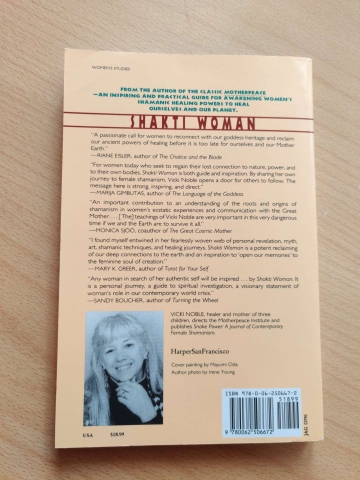 WOMEN'S STUDIES
FROM THE AUTHOR OF THE CLASSIC MOTHERPEACE
—AN INSPIRING AND PRACTICAL GUIDE FOR AWAKENING WOMEN'S
SHAMANIC HEALING POWERS TO HEAL
OURSELVES AND OUR PLANET.
SHAKTI WOMAN
"A passionate call for women to reconnect with our goddess heritage and reclaim
our ancient powers of healing before it is too late for ourselves and our Mother
Earth."
—RIANE EISLER, author of The Chalice and the Blade
"For women today who seek to regain their lost connection to nature, power, and
to their own bodies, Shakti Woman is both guide and inspiration. By sharing her own
journey to female shamanism, Vicki Noble opens a door for others to follow. The
message here is strong, inspiring, and direct."
—MARIJA GIMBUTAS, author of The Language of the Goddess
"An important contribution to an understanding of the roots and origins of
shamanism in women's ecstatic experiences and communication with the Great
Mother. . . . [The] teachings of Vicki Noble are very important in this very dangerous
time if we and the Earth are to survive it all."
—MONICA SJÖÖ, coauthor of The Great Cosmic Mother
"I found myself entwined in her fearlessly woven web of personal revelation, myth,
art, shamanic techniques, and healing journeys. Shakti Woman is a potent reclaiming
of our deep connections to the earth and an inspiration to 'open our memories' to
the feminine soul of creation."
—MARY K. GREER, author of Tarot for Your Self
"Any woman in search of her authentic self will be inspired . . . by Shakti Woman. It
is a personal journey, a guide to spiritual investigation, a visionary statement of
woman's role in our contemporary world crisis."
—SANDY BOUCHER, author of Turning the Wheel
VICKI NOBLE, healer and mother of three
children, directs the Motherpeace Institute and
publishes Snake Power: A Journal of Contemporary
Female Shamanism.
HarperSanFrancisco
Cover painting by Mayumi Oda
Author photo by Irene Young
ISBN 978-0-06-250667-2
51899
9 780062 506672
USA $18.99